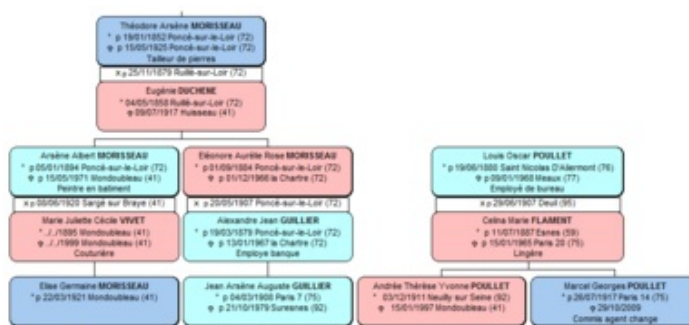 Théodore Arsène MORISSEAU
° p 19/01/1852 Poncé-sur-le-Loir (72)
φ p 15/05/1925 Poncé-sur-le-Loir (72)
Tailleur de pierres
x p 25/11/1879 Ruillé-sur-Loir (72)
Eugénie DUCHENE
° 04/05/1858 Ruillé-sur-Loir (72)
φ 09/07/1917 Huisseau (41)
Arsène Albert MORISSEAU
° p 05/01/1894 Poncé-sur-le-Loir (72)
φ p 15/05/1971 Mondoubleau (41)
Peintre en batiment
x 08/06/1920 Sargé sur Braye (41)
Marie Juliette Cécile VIVET
° ../../1895 Mondoubleau (41)
φ ../../1999 Mondoubleau (41)
Couturière
Elise Germaine MORISSEAU
° p 22/03/1921 Mondoubleau (41)
Eléonore Aurélie Rose MORISSEAU
° p 01/09/1884 Poncé-sur-le-Loir (72)
φ p 01/12/1966 la Chartre (72)
x p 20/05/1907 Poncé-sur-le-Loir (72)
Alexandre Jean GUILLIER
° p 19/03/1879 Poncé-sur-le-Loir (72)
φ p 13/01/1967 la Chartre (72)
Employe banque
Jean Arsène Auguste GUILLIER
° p 04/03/1908 Paris 7 (75)
φ p 21/10/1979 Suresnes (92)
Louis Oscar POULLET
° p 19/06/1888 Saint Nicolas D'Aliermont (76)
φ p 09/01/1968 Meaux (77)
Employé de bureau
x p 29/06/1907 Deuil (95)
Celina Marie FLAMENT
° p 11/07/1887 Esnes (59)
φ p 15/01/1965 Paris 20 (75)
Lingère
Andrée Thérèse Yvonne POULLET
° 03/12/1911 Neuilly sur Seine (92)
φ 15/01/1997 Mondoubleau (41)
Marcel Georges POULLET
° p 26/07/1917 Paris 14 (75)
φ 29/10/2009
Commis agent change